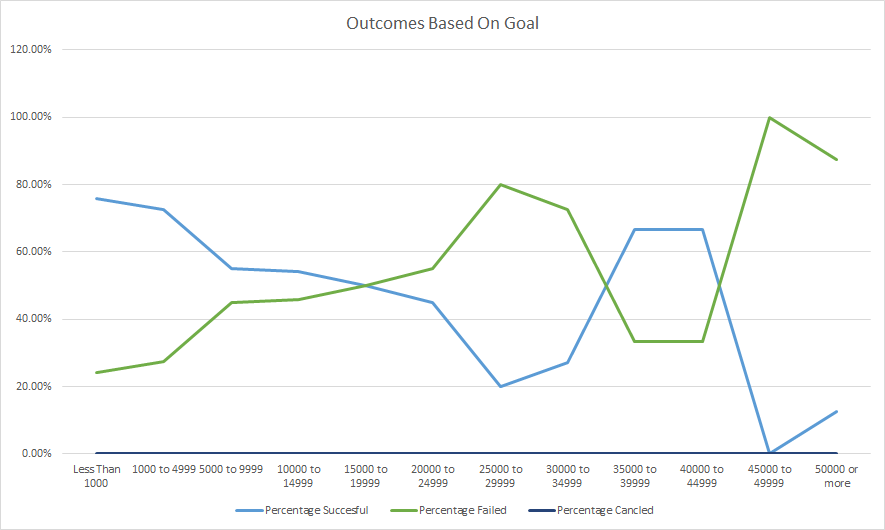 Outcomes Based On Goal
120.00%
100.00%
80.00%
60.00%
40.00%
20.00%
0.00%
Less Than 1000 to 4999 5000 to 9999 10000 to 15000 to 20000 to 25000 to 30000 to 35000 to 40000 to 45000 to 50000 or
1000 14999 19999 24999 29999 34999 39999 44999 49999 more
Percentage Succesful Percentage Failed Percentage Cancled